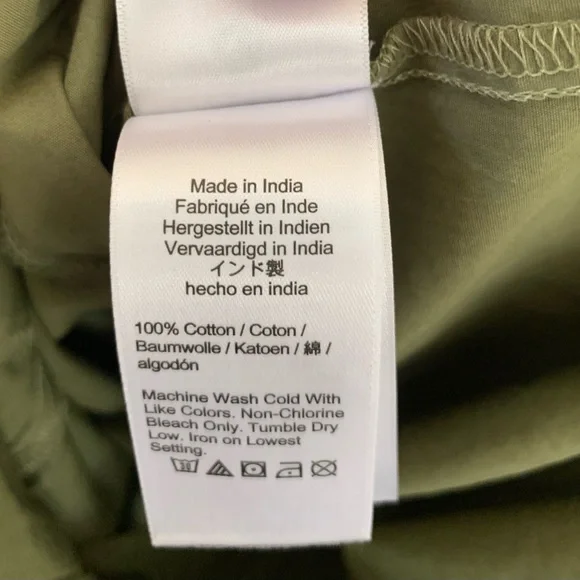 Made in India
Fabriqué en Inde
Hergestellt in Indien
Vervaardigd in India
インド製
hecho en india
100% Cotton / Coton /
Baumwolle / Katoen / 綿 /
algodón
Machine Wash Cold With
Like Colors. Non-Chlorine
Bleach Only. Tumble Dry
Low. Iron on Lowest
Setting.